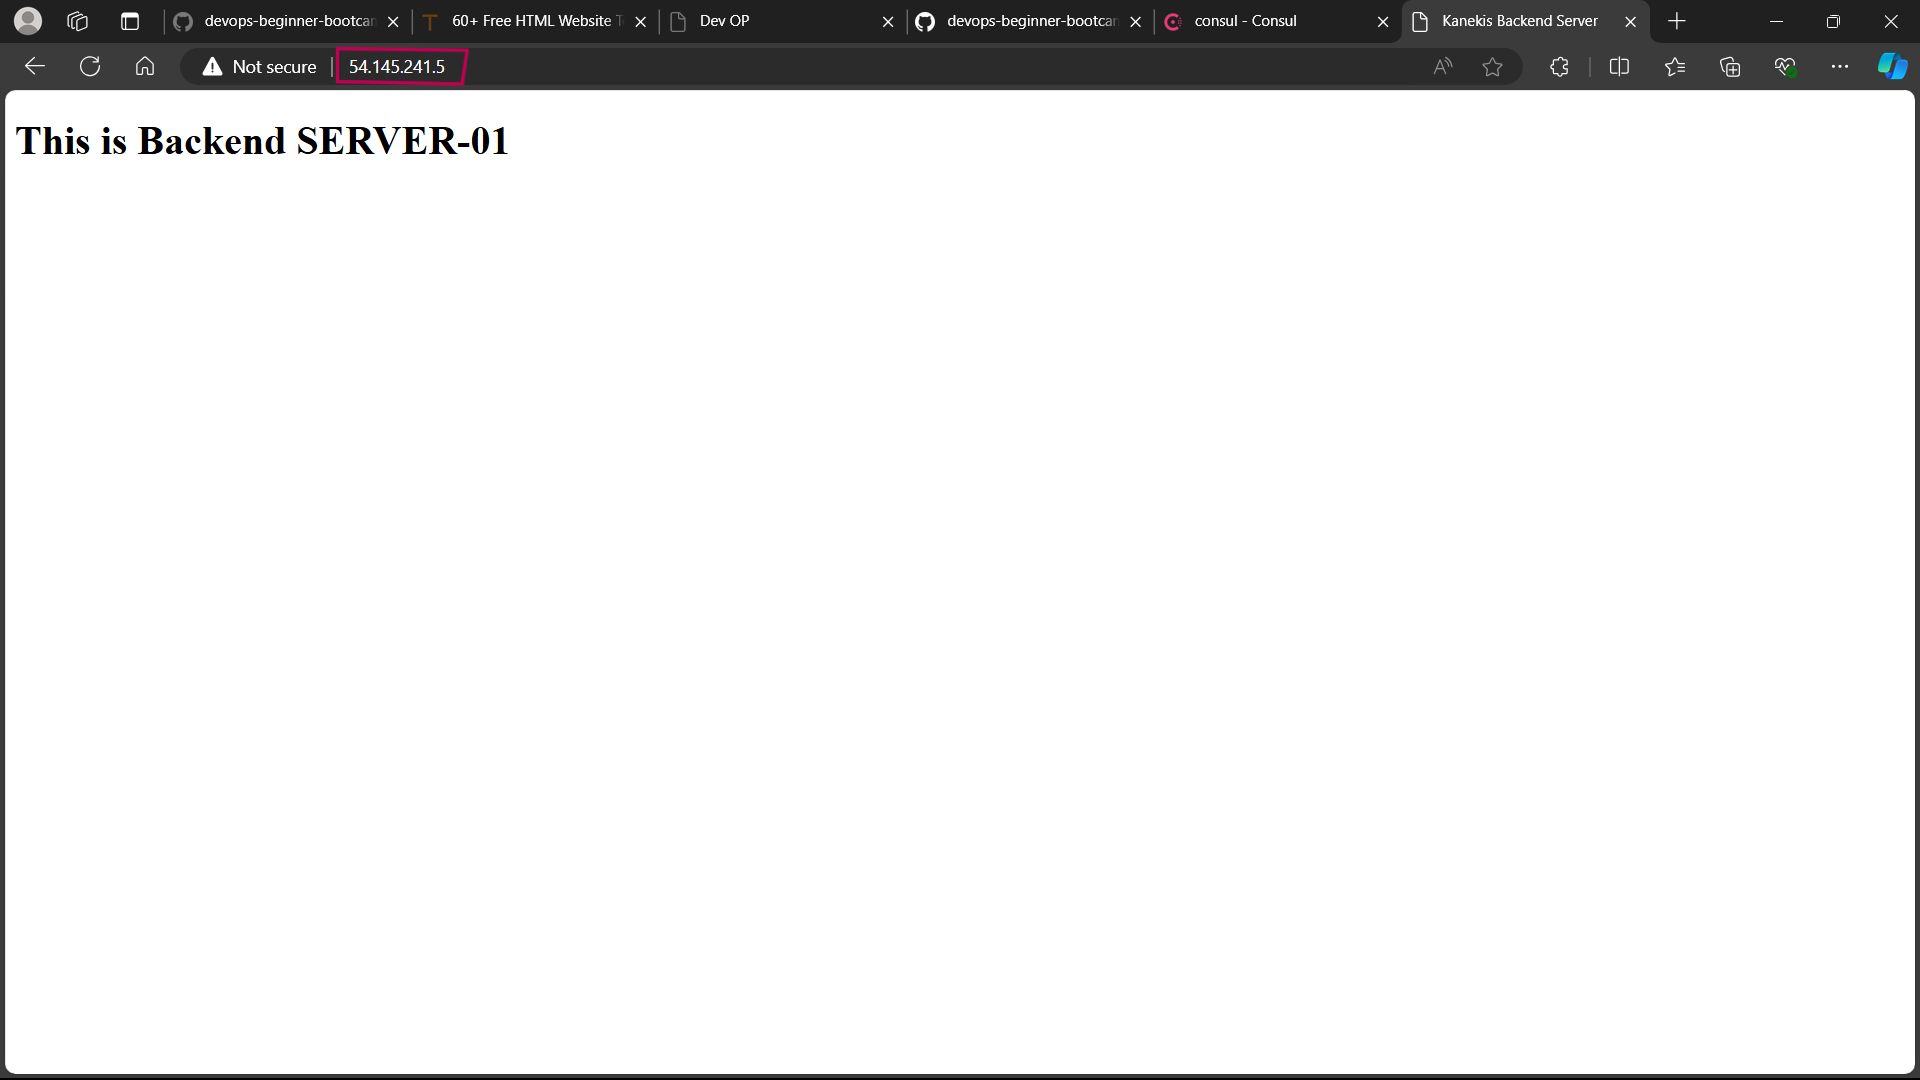 devops-beginner-bootcar
60+ Free HTML Website T
Dev OP
devops-beginner-bootcar
consul - Consul
Kanekis Backend Server
Not secure
54.145.241.5
This is Backend SERVER-01